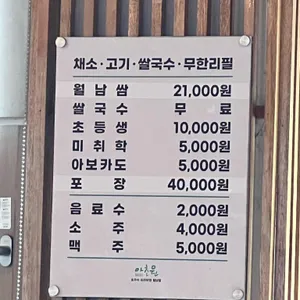 채소·고기·쌀국수·무한리필
월남쌈 21,000원
쌀국수 무료
초등생 10,000원
미취학 5,000원
아보카도 5,000원
포장 40,000원
음료수 2,000원
소주 4,000원
맥주 5,000원